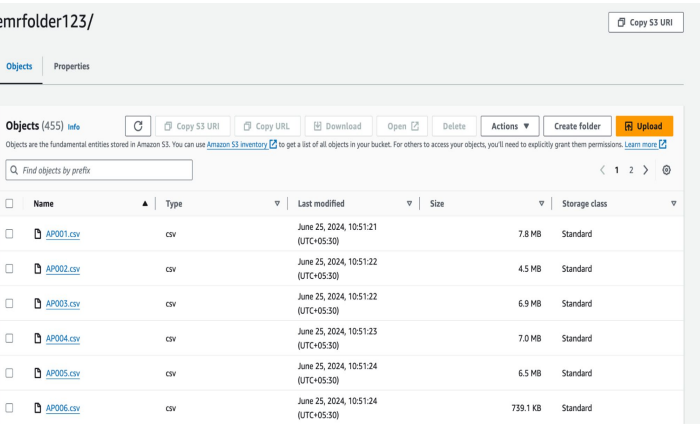 emrfolder123/
Copy S3 URI
Objects Properties
Objects (455) Info Copy S3 URI Copy URL Download Open Delete Actions ▼ Create folder Upload
Objects are the fundamental entities stored in Amazon S3. You can use Amazon S3 inventory to get a list of all objects in your bucket. For others to access your objects, you'll need to explicitly grant them permissions. Learn more
Find objects by prefix
1 2
Name Type Last modified Size Storage class
AP001.csv csv June 25, 2024, 10:51:21 (UTC+05:30) 7.8 MB Standard
AP002.csv csv June 25, 2024, 10:51:22 (UTC+05:30) 4.5 MB Standard
AP003.csv csv June 25, 2024, 10:51:22 (UTC+05:30) 6.9 MB Standard
AP004.csv csv June 25, 2024, 10:51:23 (UTC+05:30) 7.0 MB Standard
AP005.csv csv June 25, 2024, 10:51:24 (UTC+05:30) 6.5 MB Standard
AP006.csv csv June 25, 2024, 10:51:24 (UTC+05:30) 739.1 KB Standard